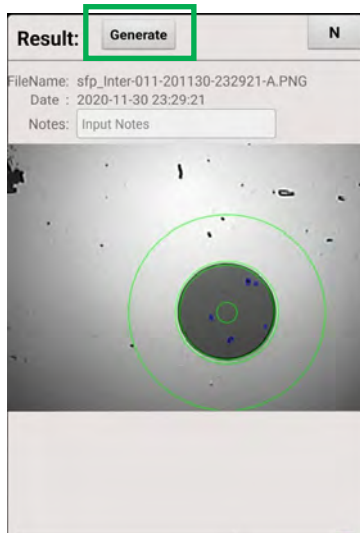 Result: Generate N
FileName: sfp_Inter-011-201130-232921-A.PNG
Date : 2020-11-30 23:29:21
Notes: Input Notes